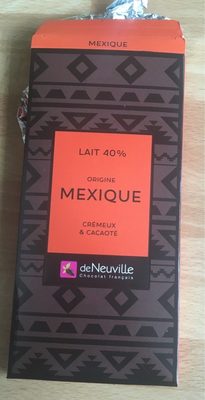 MEXIQUE
LAIT 40%
ORIGINE
MEXIQUE
CRÉMEUX
& CACAOTÉ
deNeuville
Chocolat français